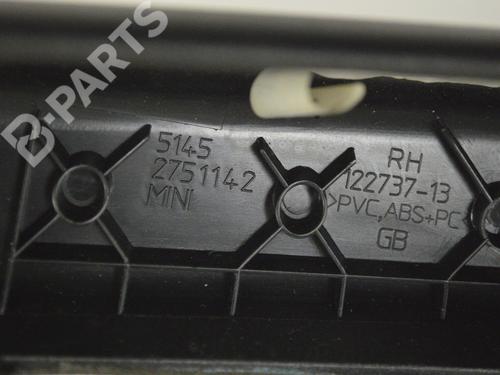 B-PARTS
5145
2751142
MINI
RH
122737-13
>PVC,ABS+PC
GB